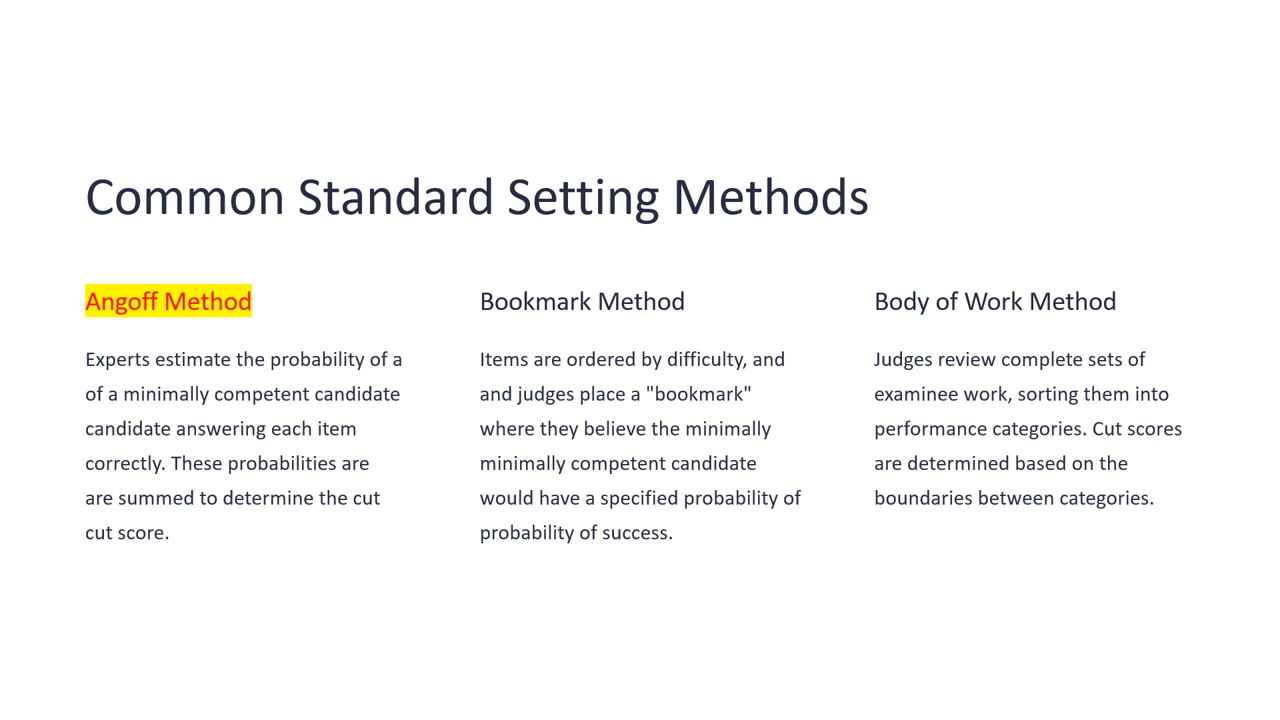 Common Standard Setting Methods
Angoff Method
Experts estimate the probability of a
of a minimally competent candidate
candidate answering each item
correctly. These probabilities are
are summed to determine the cut
cut score.
Bookmark Method
Items are ordered by difficulty, and
and judges place a "bookmark"
where they believe the minimally
minimally competent candidate
would have a specified probability of
probability of success.
Body of Work Method
Judges review complete sets of
examinee work, sorting them into
performance categories. Cut scores
are determined based on the
boundaries between categories.